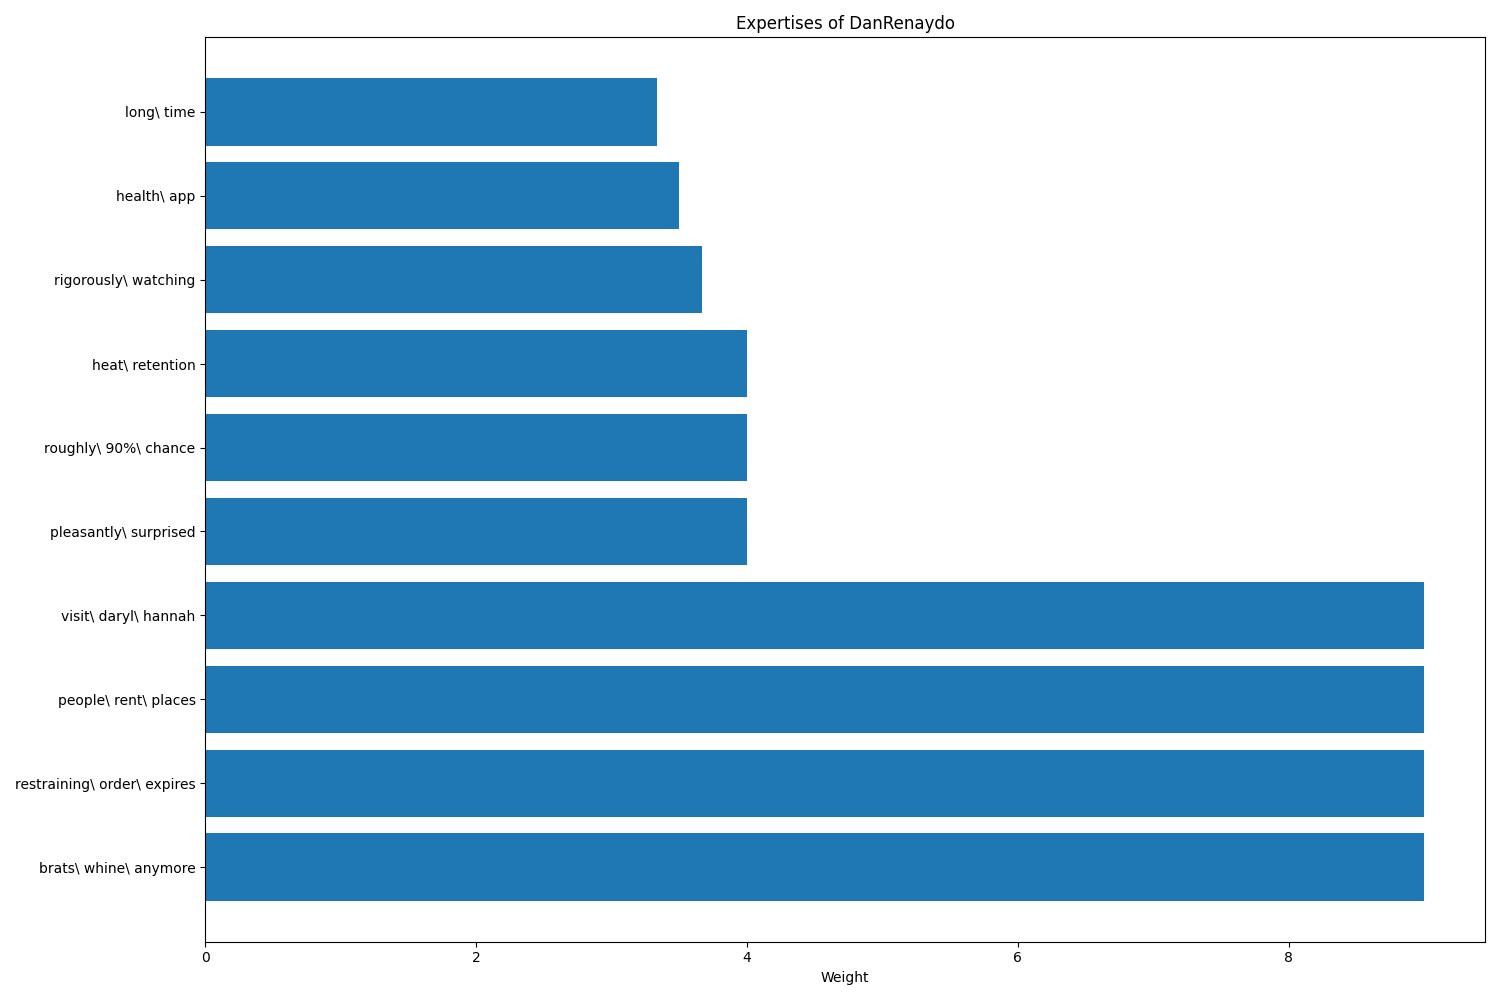 Expertises of DanRenaydo
long\ time
health\ app
rigorously\ watching
heat\ retention
roughly\ 90%\ chance
pleasantly\ surprised
visit\ daryl\ hannah
people\ rent\ places
restraining\ order\ expires
brats\ whine\ anymore
0 2 4 6 8
Weight